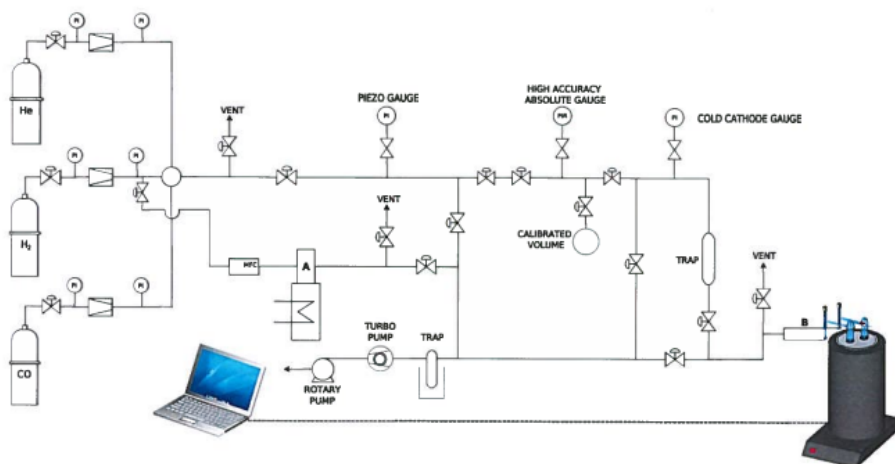 PI
PI
He
VENT
PIEZO GAUGE
PI
HIGH ACCURACY
ABSOLUTE GAUGE
PIR
PI
COLD CATHODE GAUGE
PI
PI
H₂
VENT
CALIBRATED
VOLUME
MFC
A
TRAP
VENT
PI
PI
CO
TURBO
PUMP
TRAP
ROTARY
PUMP
B